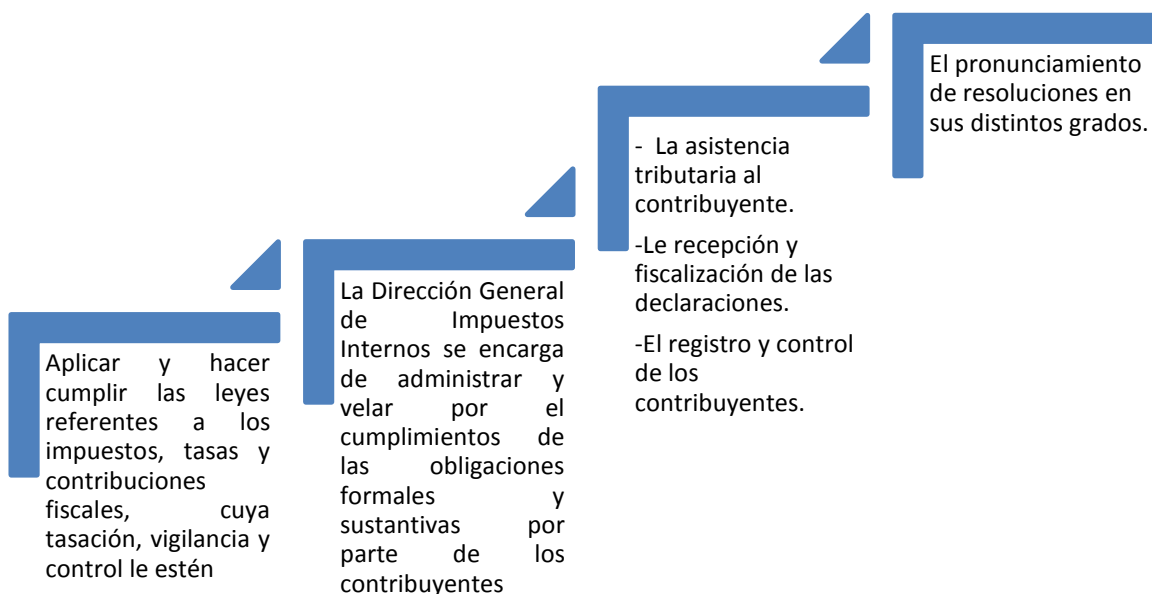 Aplicar y hacer
cumplir las leyes
referentes a los
impuestos, tasas y
contribuciones
fiscales, cuya
tasación, vigilancia y
control le estén
La Dirección General
de Impuestos
Internos se encarga
de administrar y
velar por el
cumplimientos de
las obligaciones
formales y
sustantivas por
parte de los
contribuyentes
- La asistencia
tributaria al
contribuyente.
-Le recepción y
fiscalización de las
declaraciones.
-El registro y control
de los
contribuyentes.
El pronunciamiento
de resoluciones en
sus distintos grados.